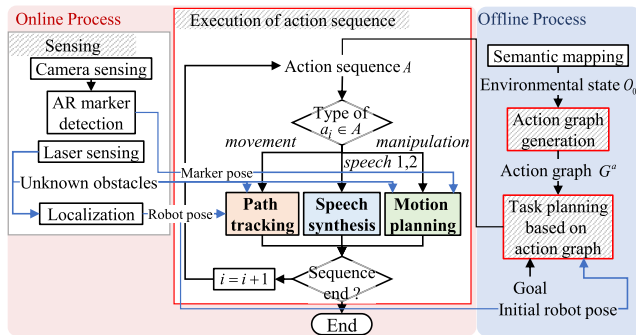 Online Process
Execution of action sequence
Offline Process
Sensing
Camera sensing
AR marker
detection
Laser sensing
Unknown obstacles
Localization
Marker pose
Robot pose
Action sequence A
Type of
aᵢ ∈ A
movement
manipulation
speech 1,2
Path
tracking
Speech
synthesis
Motion
planning
i = i+1
Sequence
end ?
End
Semantic mapping
Environmental state O₀
Action graph
generation
Action graph Gᵃ
Task planning
based on
action graph
Goal
Initial robot pose